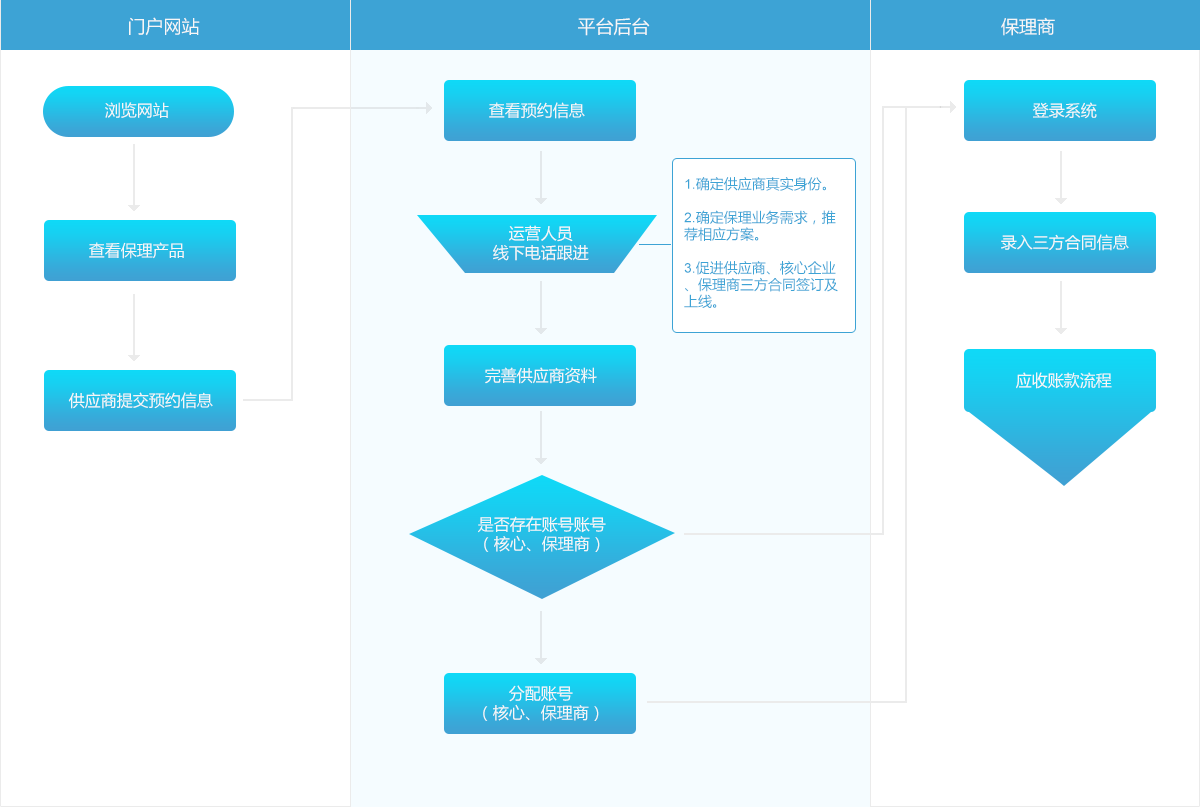 门户网站
平台后台
保理商
浏览网站
查看保理产品
供应商提交预约信息
查看预约信息
运营人员
线下电话跟进
1.确定供应商真实身份。
2.确定保理业务需求，推
荐相应方案。
3.促进供应商、核心企业
、保理商三方合同签订及
上线。
完善供应商资料
是否存在账号账号
（核心、保理商）
分配账号
（核心、保理商）
登录系统
录入三方合同信息
应收账款流程